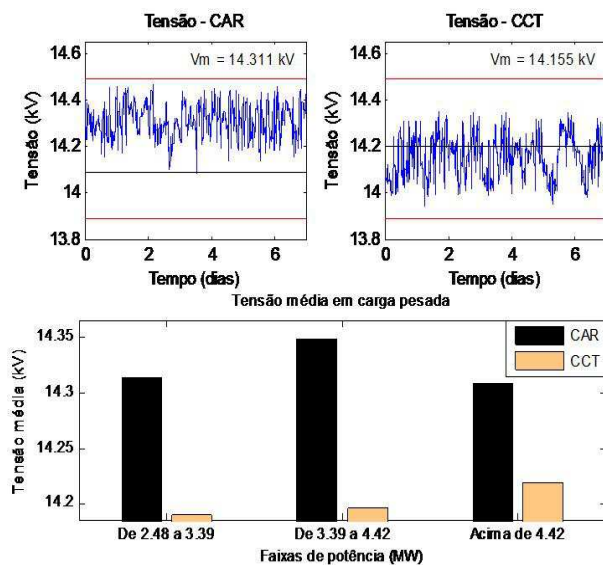 Tensão - CAR
14.6
14.4
14.2
14
13.8
Tensão (kV)
Vm = 14.311 kV
0 2 4 6
Tempo (dias)
Tensão - CCT
14.6
14.4
14.2
14
13.8
Tensão (kV)
Vm = 14.155 kV
0 2 4 6
Tempo (dias)
Tensão média em carga pesada
14.35
14.3
14.25
14.2
Tensão média (kV)
CAR
CCT
De 2.48 a 3.39 De 3.39 a 4.42 Acima de 4.42
Faixas de potência (MW)